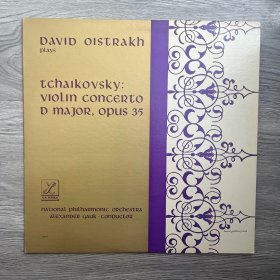 DAVID OISTRAKH
plays
TCHAIKOVSKY:
VIOLIN CONCERTO
D MAJOR, OPUS 35
NATIONAL PHILHARMONIC ORCHESTRA
ALEXANDER GAUK - CONDUCTOR